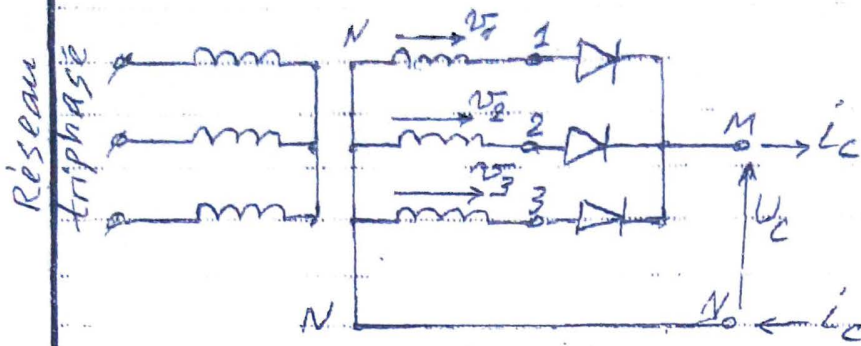 Réseau
triphasé
N v1 1
v2 2 M ic
v3 3
Uc
N N ic